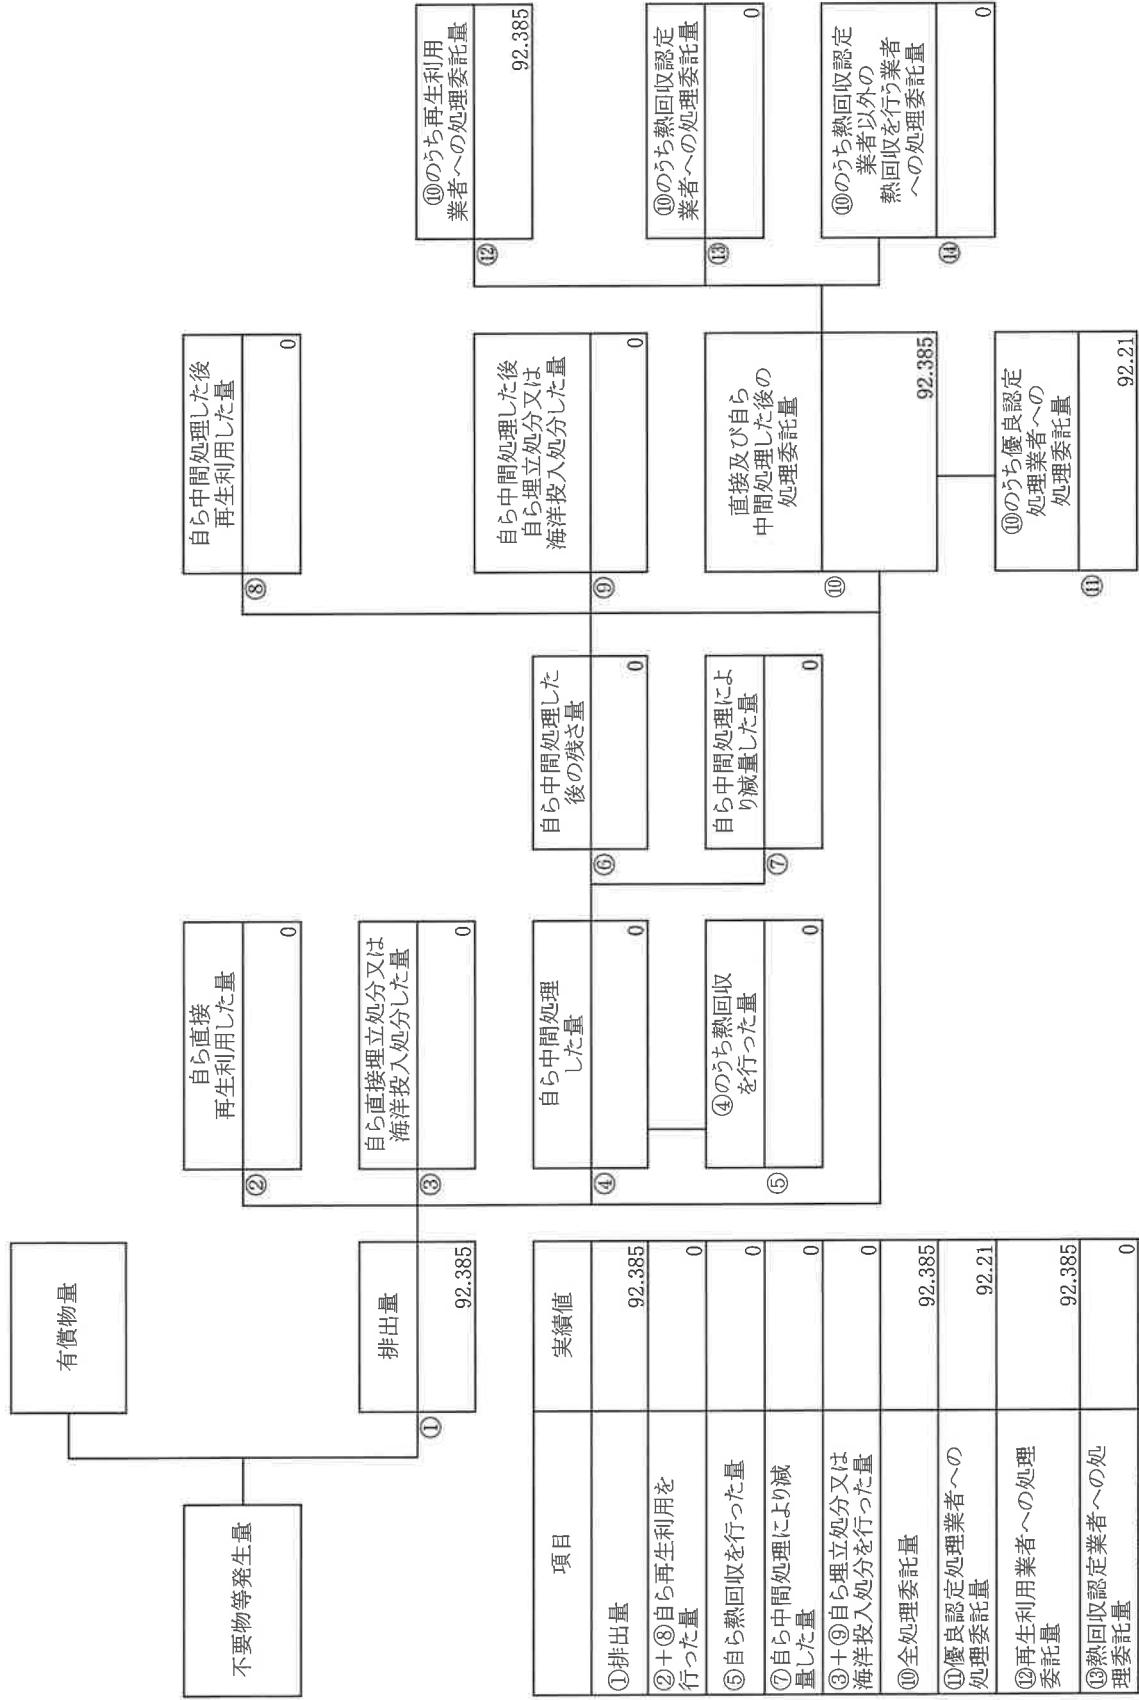 有償物量
不要物等発生量
排出量
①
92.385
自ら直接
再生利用した量
②
0
自ら直接埋立処分又は
海洋投入処分した量
③
0
自ら中間処理
した量
④
0
④のうち熱回収
を行った量
⑤
0
自ら中間処理した
後の残さ量
⑥
0
自ら中間処理によ
り減量した量
⑦
0
自ら中間処理した後
再生利用した量
⑧
0
自ら中間処理した後
自ら埋立処分又は
海洋投入処分した量
⑨
0
直接及び自ら
中間処理した後の
処理委託量
⑩
92.385
⑩のうち優良認定
処理業者への
処理委託量
⑪
92.21
⑩のうち再生利用
業者への処理委託量
⑫
92.385
⑩のうち熱回収認定
業者への処理委託量
⑬
0
⑩のうち熱回収認定
業者以外の
熱回収を行う業者
への処理委託量
⑭
0
項目 実績値
①排出量 92.385
②+⑧自ら再生利用を
行った量 0
⑤自ら熱回収を行った量 0
⑦自ら中間処理により減
量した量 0
③+⑨自ら埋立処分又は
海洋投入処分を行った量 0
⑩全処理委託量 92.385
⑪優良認定処理業者への
処理委託量 92.21
⑫再生利用業者への処理
委託量 92.385
⑬熱回収認定業者への処
理委託量 0